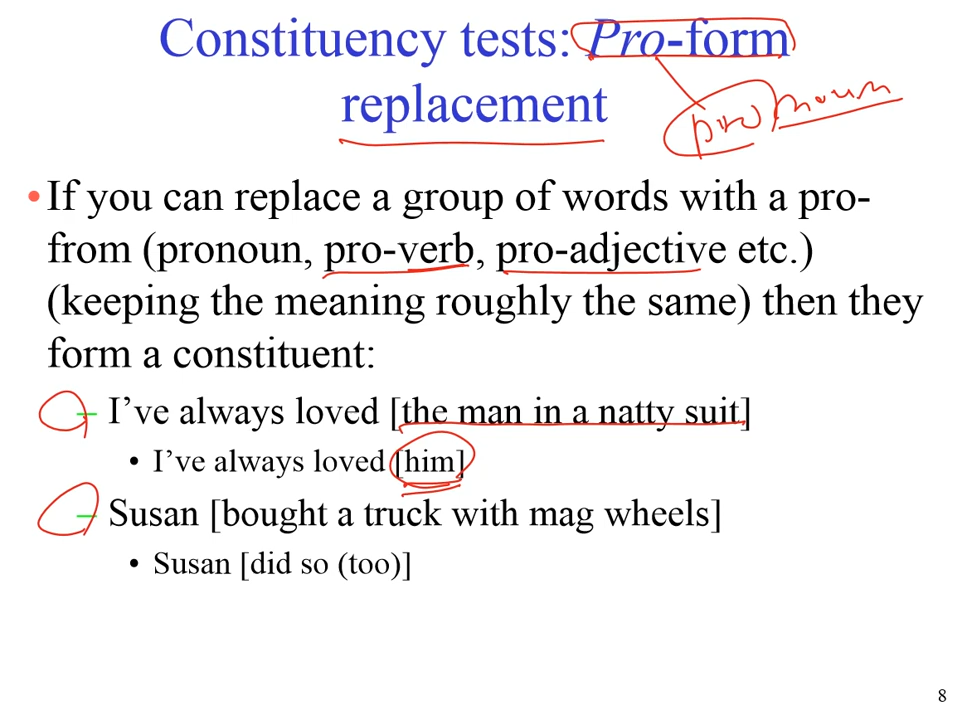 Constituency tests: Pro-form
replacement
pro noun
•If you can replace a group of words with a pro-
from (pronoun, pro-verb, pro-adjective etc.)
(keeping the meaning roughly the same) then they
form a constituent:
– I’ve always loved [the man in a natty suit]
• I’ve always loved [him]
– Susan [bought a truck with mag wheels]
• Susan [did so (too)]
8